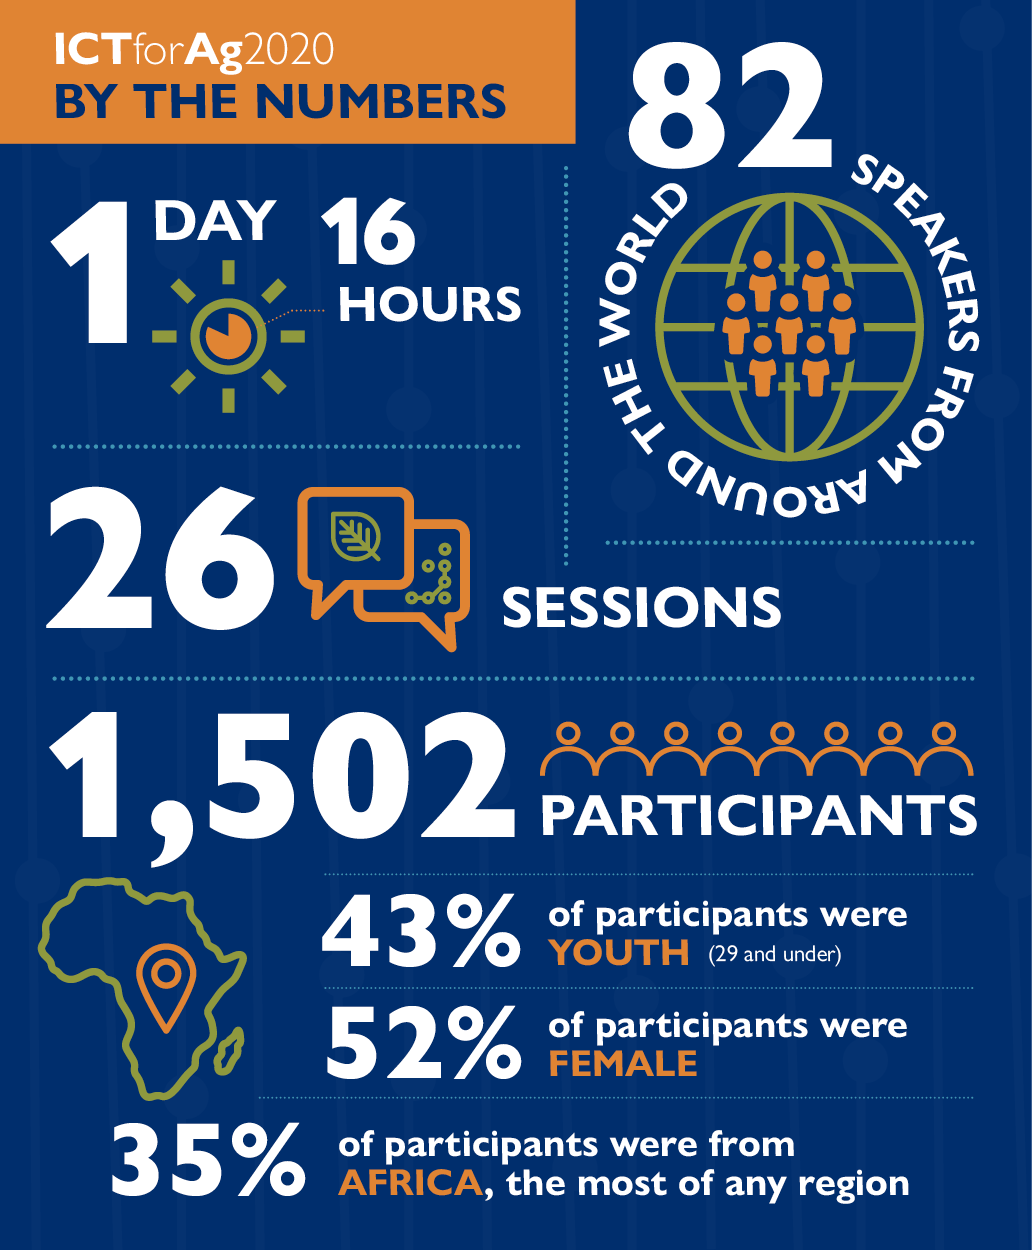 ICTforAg2020
BY THE NUMBERS
1 DAY
16
HOURS
82
SPEAKERS FROM AROUND THE WORLD
26
SESSIONS
1,502
PARTICIPANTS
43%
of participants were
YOUTH (29 and under)
52%
of participants were
FEMALE
35%
of participants were from
AFRICA, the most of any region